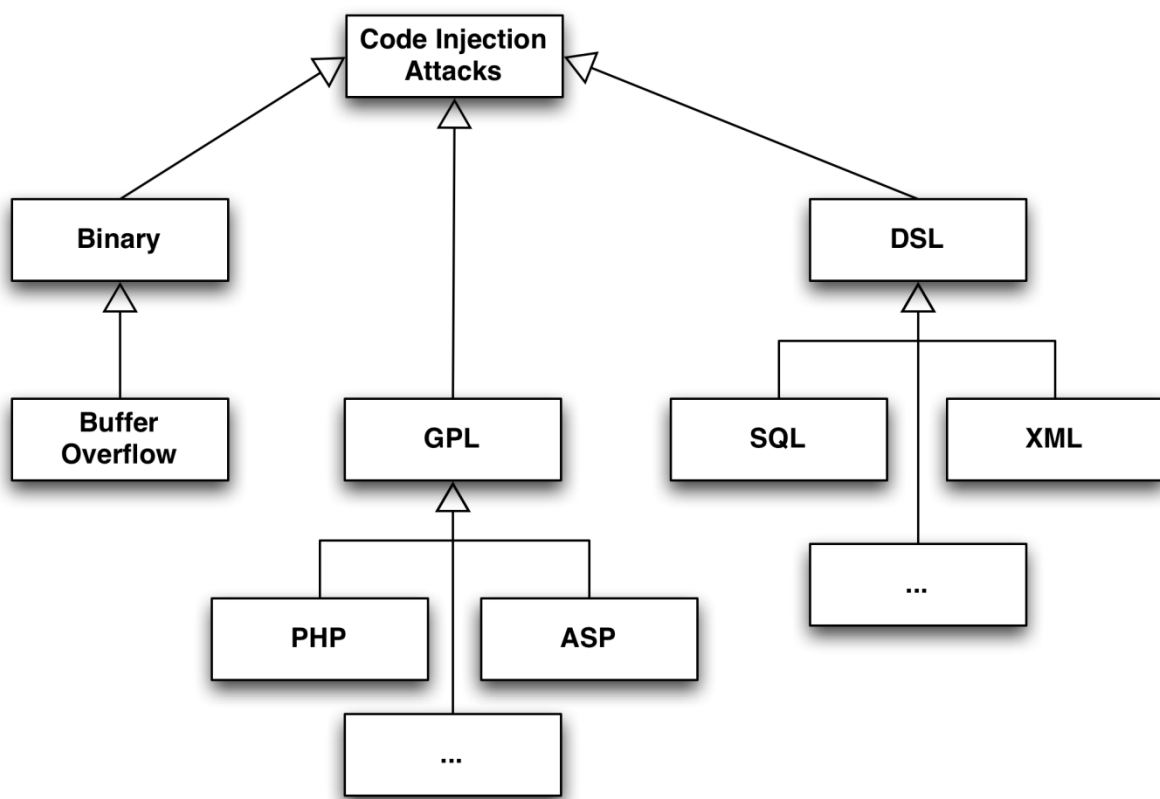 Code Injection
Attacks
Binary
DSL
Buffer
Overflow
GPL
SQL
XML
...
PHP
ASP
...